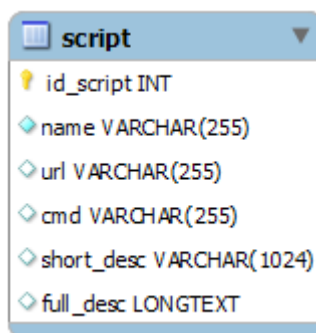 script
id_script INT
name VARCHAR(255)
url VARCHAR(255)
cmd VARCHAR(255)
short_desc VARCHAR(1024)
full_desc LONGTEXT